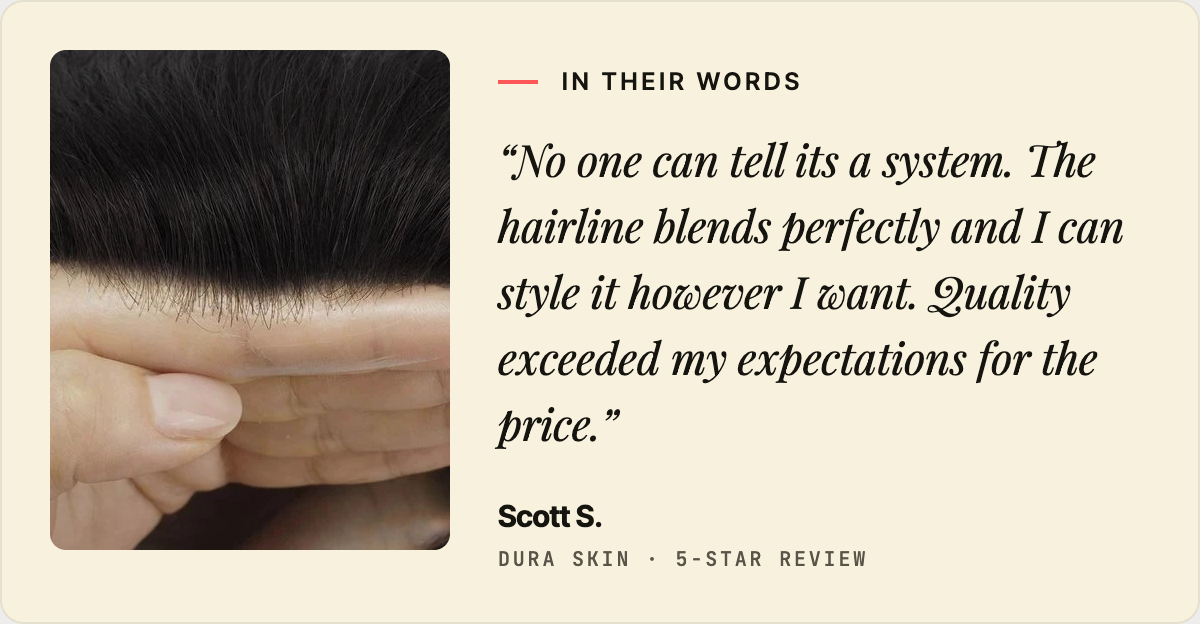 IN THEIR WORDS
“No one can tell its a system. The
hairline blends perfectly and I can
style it however I want. Quality
exceeded my expectations for the
price.”
Scott S.
DURA SKIN · 5-STAR REVIEW